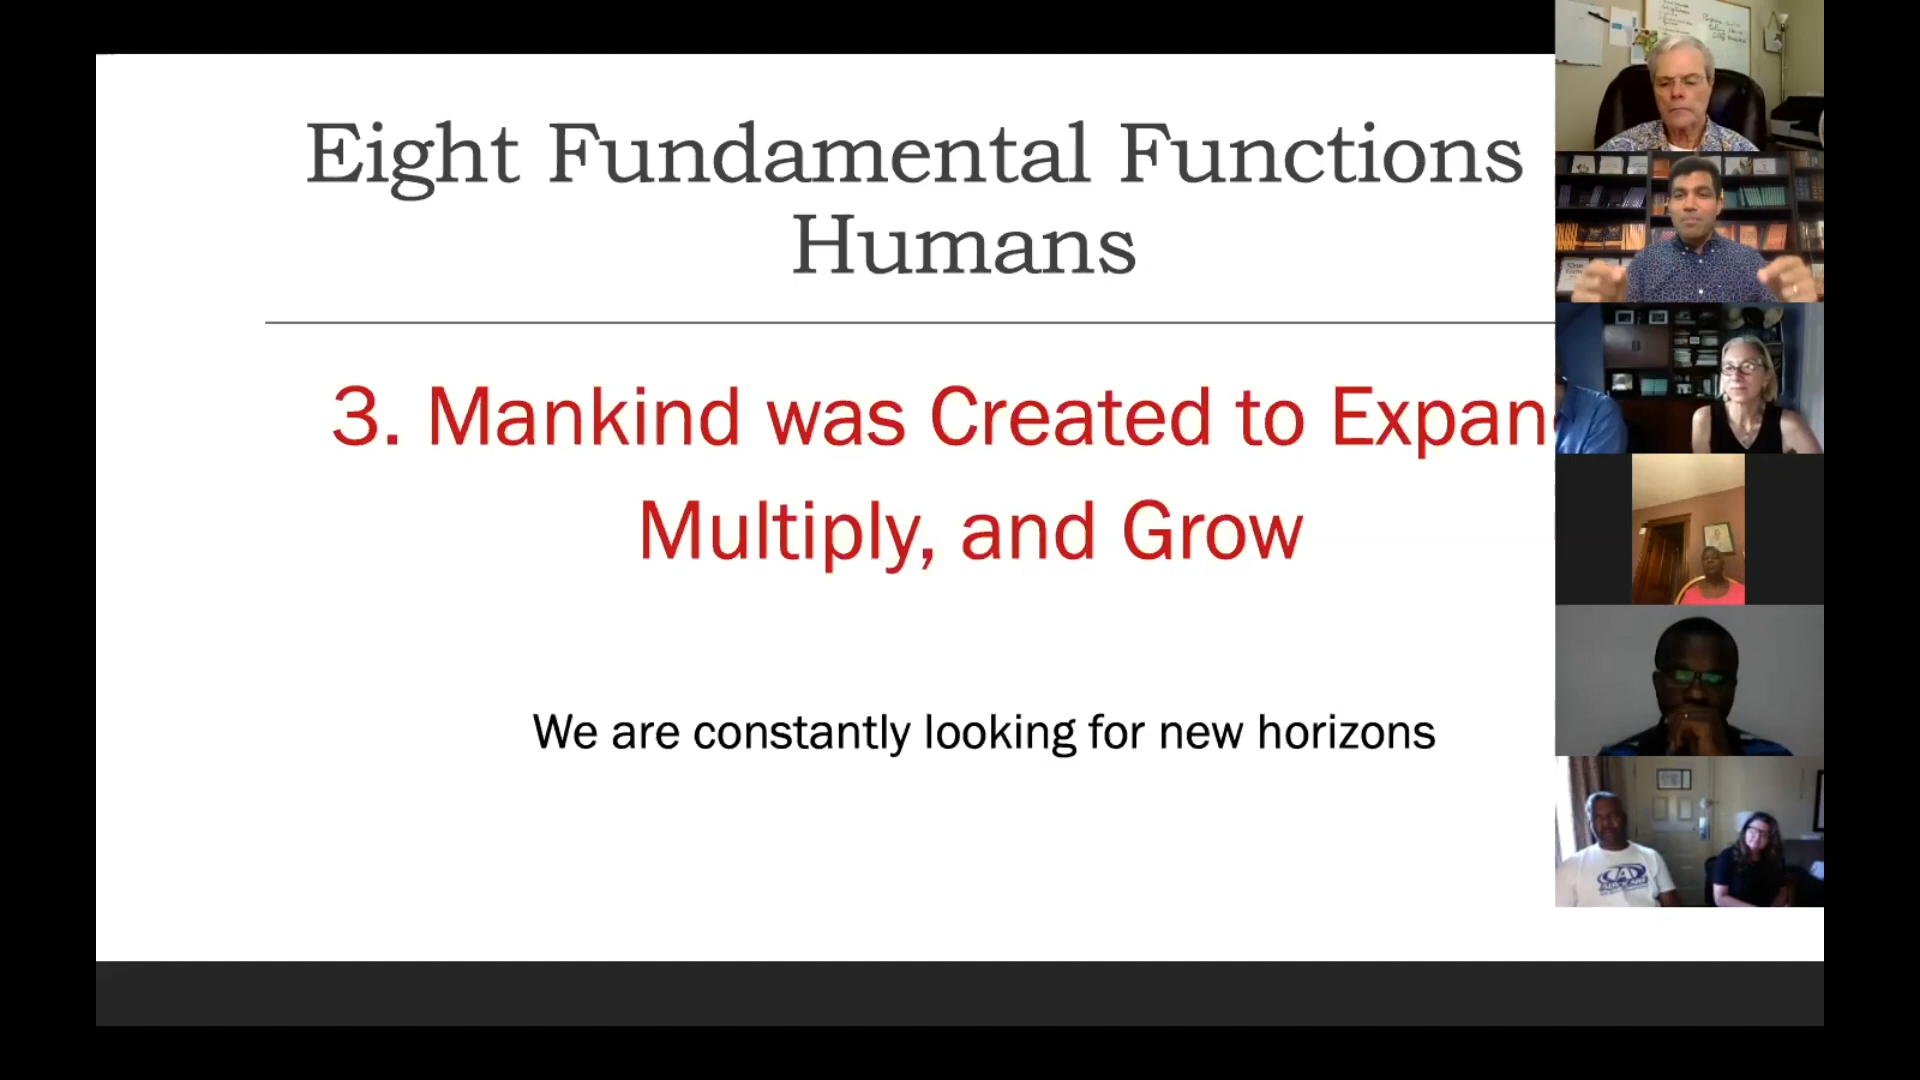 Eight Fundamental Functions
Humans
3. Mankind was Created to Expan
Multiply, and Grow
We are constantly looking for new horizons